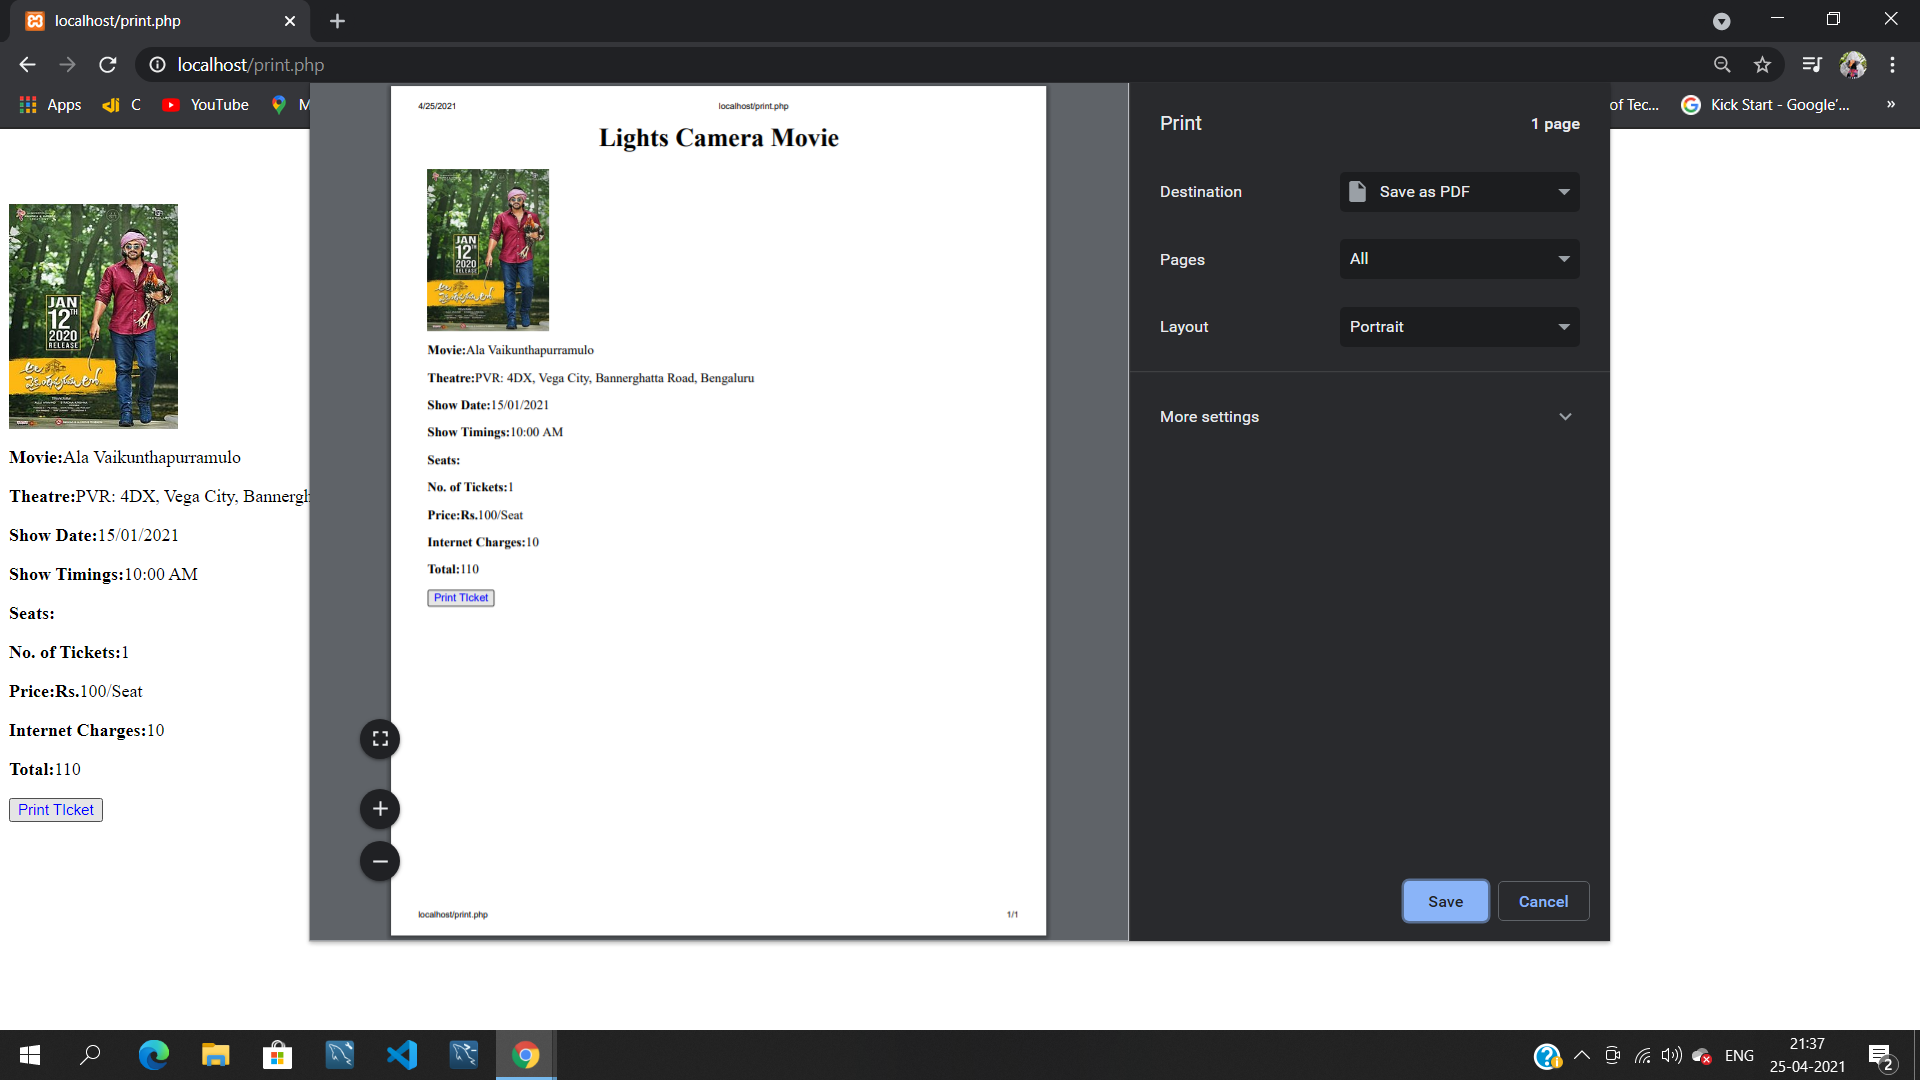 localhost/print.php
localhost/print.php
Apps
C
YouTube
M
of Tec...
Kick Start - Google'...
»
JAN
12TH
2020
RELEASE
అల
వైకుంఠపురములో
Movie:Ala Vaikunthapurramulo
Theatre:PVR: 4DX, Vega City, Bannergh
Show Date:15/01/2021
Show Timings:10:00 AM
Seats:
No. of Tickets:1
Price:Rs.100/Seat
Internet Charges:10
Total:110
Print TIcket
4/25/2021
localhost/print.php
Lights Camera Movie
JAN
12TH
2020
RELEASE
అల
వైకుంఠపురములో
Movie:Ala Vaikunthapurramulo
Theatre:PVR: 4DX, Vega City, Bannerghatta Road, Bengaluru
Show Date:15/01/2021
Show Timings:10:00 AM
Seats:
No. of Tickets:1
Price:Rs.100/Seat
Internet Charges:10
Total:110
Print TIcket
localhost/print.php
1/1
Print
1 page
Destination
Save as PDF
Pages
All
Layout
Portrait
More settings
Save
Cancel
ENG
21:37
25-04-2021
2